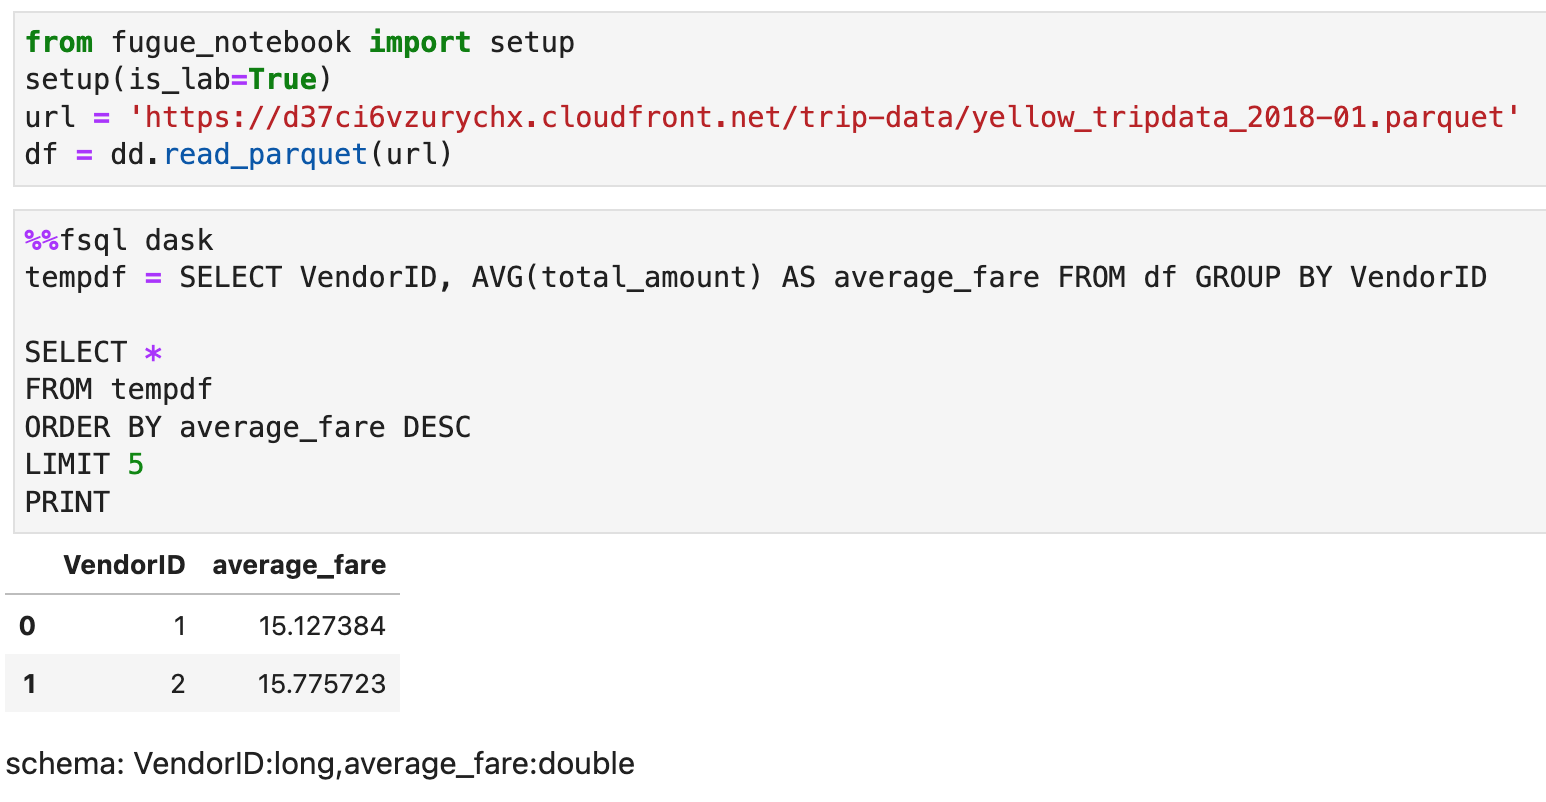 from fugue_notebook import setup
setup(is_lab=True)
url = 'https://d37ci6vzurychx.cloudfront.net/trip-data/yellow_tripdata_2018-01.parquet'
df = dd.read_parquet(url)
%%fsql dask
tempdf = SELECT VendorID, AVG(total_amount) AS average_fare FROM df GROUP BY VendorID
SELECT *
FROM tempdf
ORDER BY average_fare DESC
LIMIT 5
PRINT
VendorID average_fare
0 1 15.127384
1 2 15.775723
schema: VendorID:long,average_fare:double